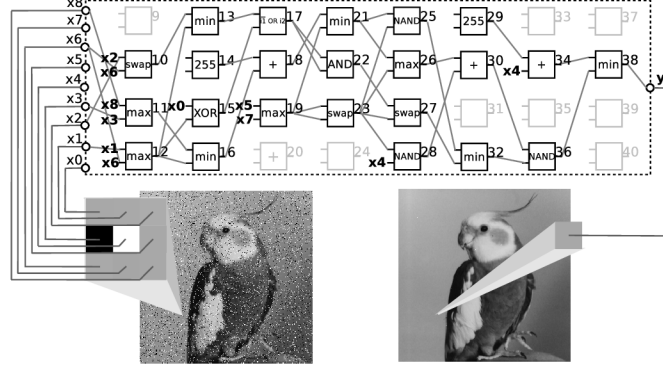 x8 9 min 13 i1 OR i2 17 min 21 NAND 25 255 29 33 37
x7
x6 x2 x6 swap 10 255 14 + 18 AND 22 max 26 + 30 x4 + 34 min 38
x5
x4 y
x3 x8 x3 max 11 x0 XOR 15 x5 x7 max 19 swap 23 swap 27 31 35 39
x2
x1 x1 x6 max 12 min 16 + 20 24 x4 NAND 28 min 32 NAND 36 40
x0